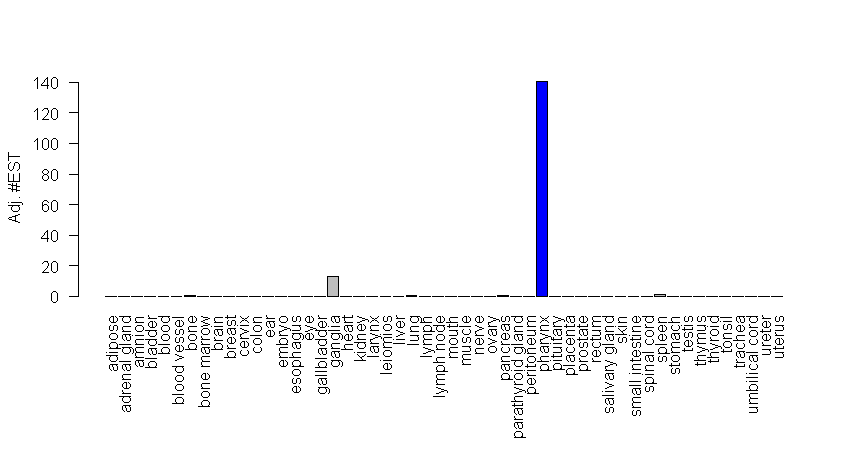 Adj. #EST
140
120
100
80
60
40
20
0
adipose
adrenal gland
amnion
bladder
blood
blood vessel
bone
bone marrow
brain
breast
cervix
colon
ear
embryo
esophagus
eye
gallbladder
ganglia
heart
kidney
larynx
leiomios
liver
lung
lymph
lymph node
mouth
muscle
nerve
ovary
pancreas
parathyroid gland
peritoneum
pharynx
pituitary
placenta
prostate
rectum
salivary gland
skin
small intestine
spinal cord
spleen
stomach
testis
thymus
thyroid
tonsil
trachea
umbilical cord
ureter
uterus